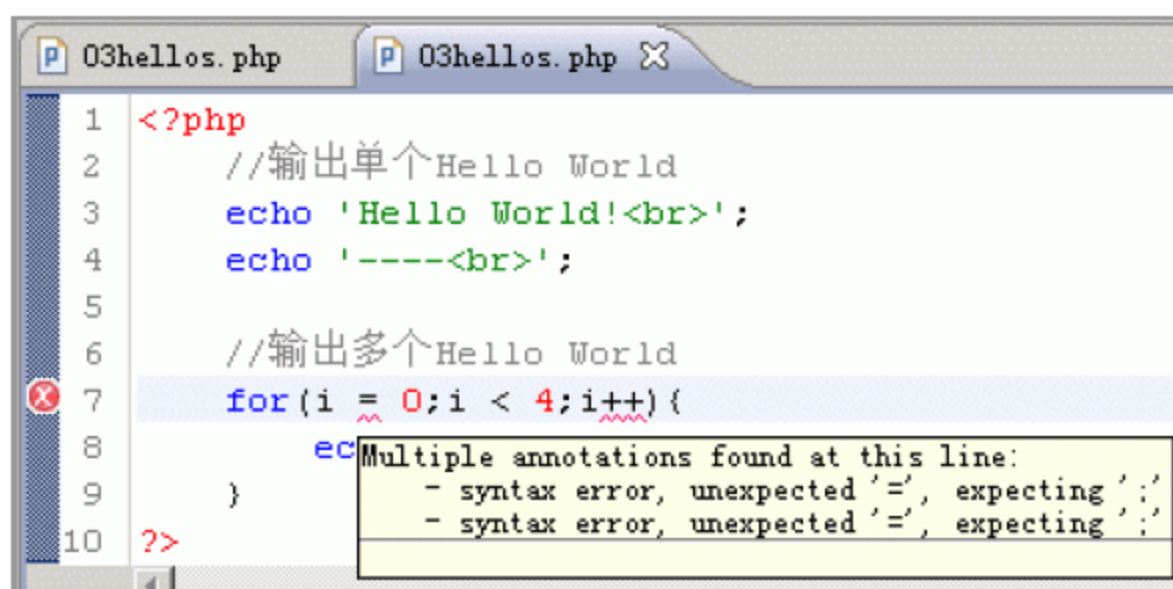 03hellos.php 03hellos.php
1 <?php
2 //输出单个Hello World
3 echo 'Hello World!<br>';
4 echo '----<br>';
5
6 //输出多个Hello World
7 for(i = 0;i < 4;i++){
8 ec
Multiple annotations found at this line:
- syntax error, unexpected '=', expecting ';'
- syntax error, unexpected '=', expecting ';'
9 }
10 ?>